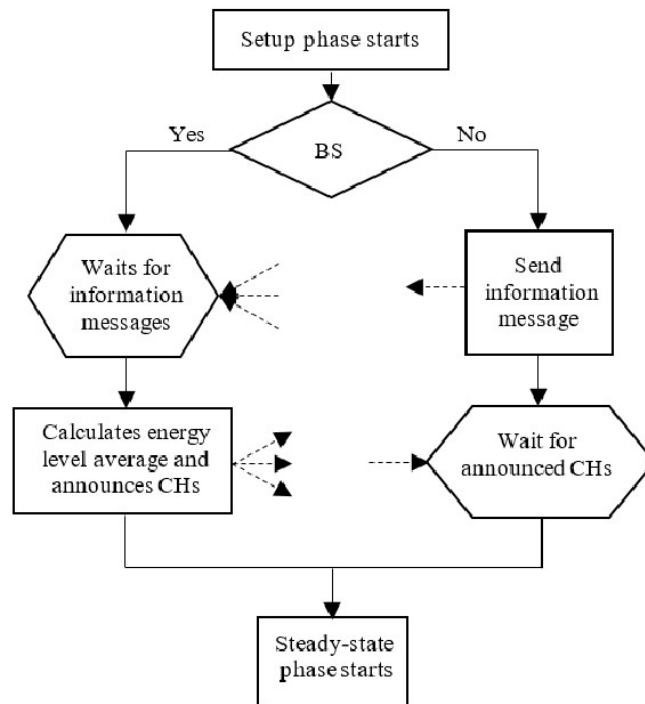 Setup phase starts
Yes
BS
No
Waits for
information
messages
Send
information
message
Calculates energy
level average and
announces CHs
Wait for
announced CHs
Steady-state
phase starts